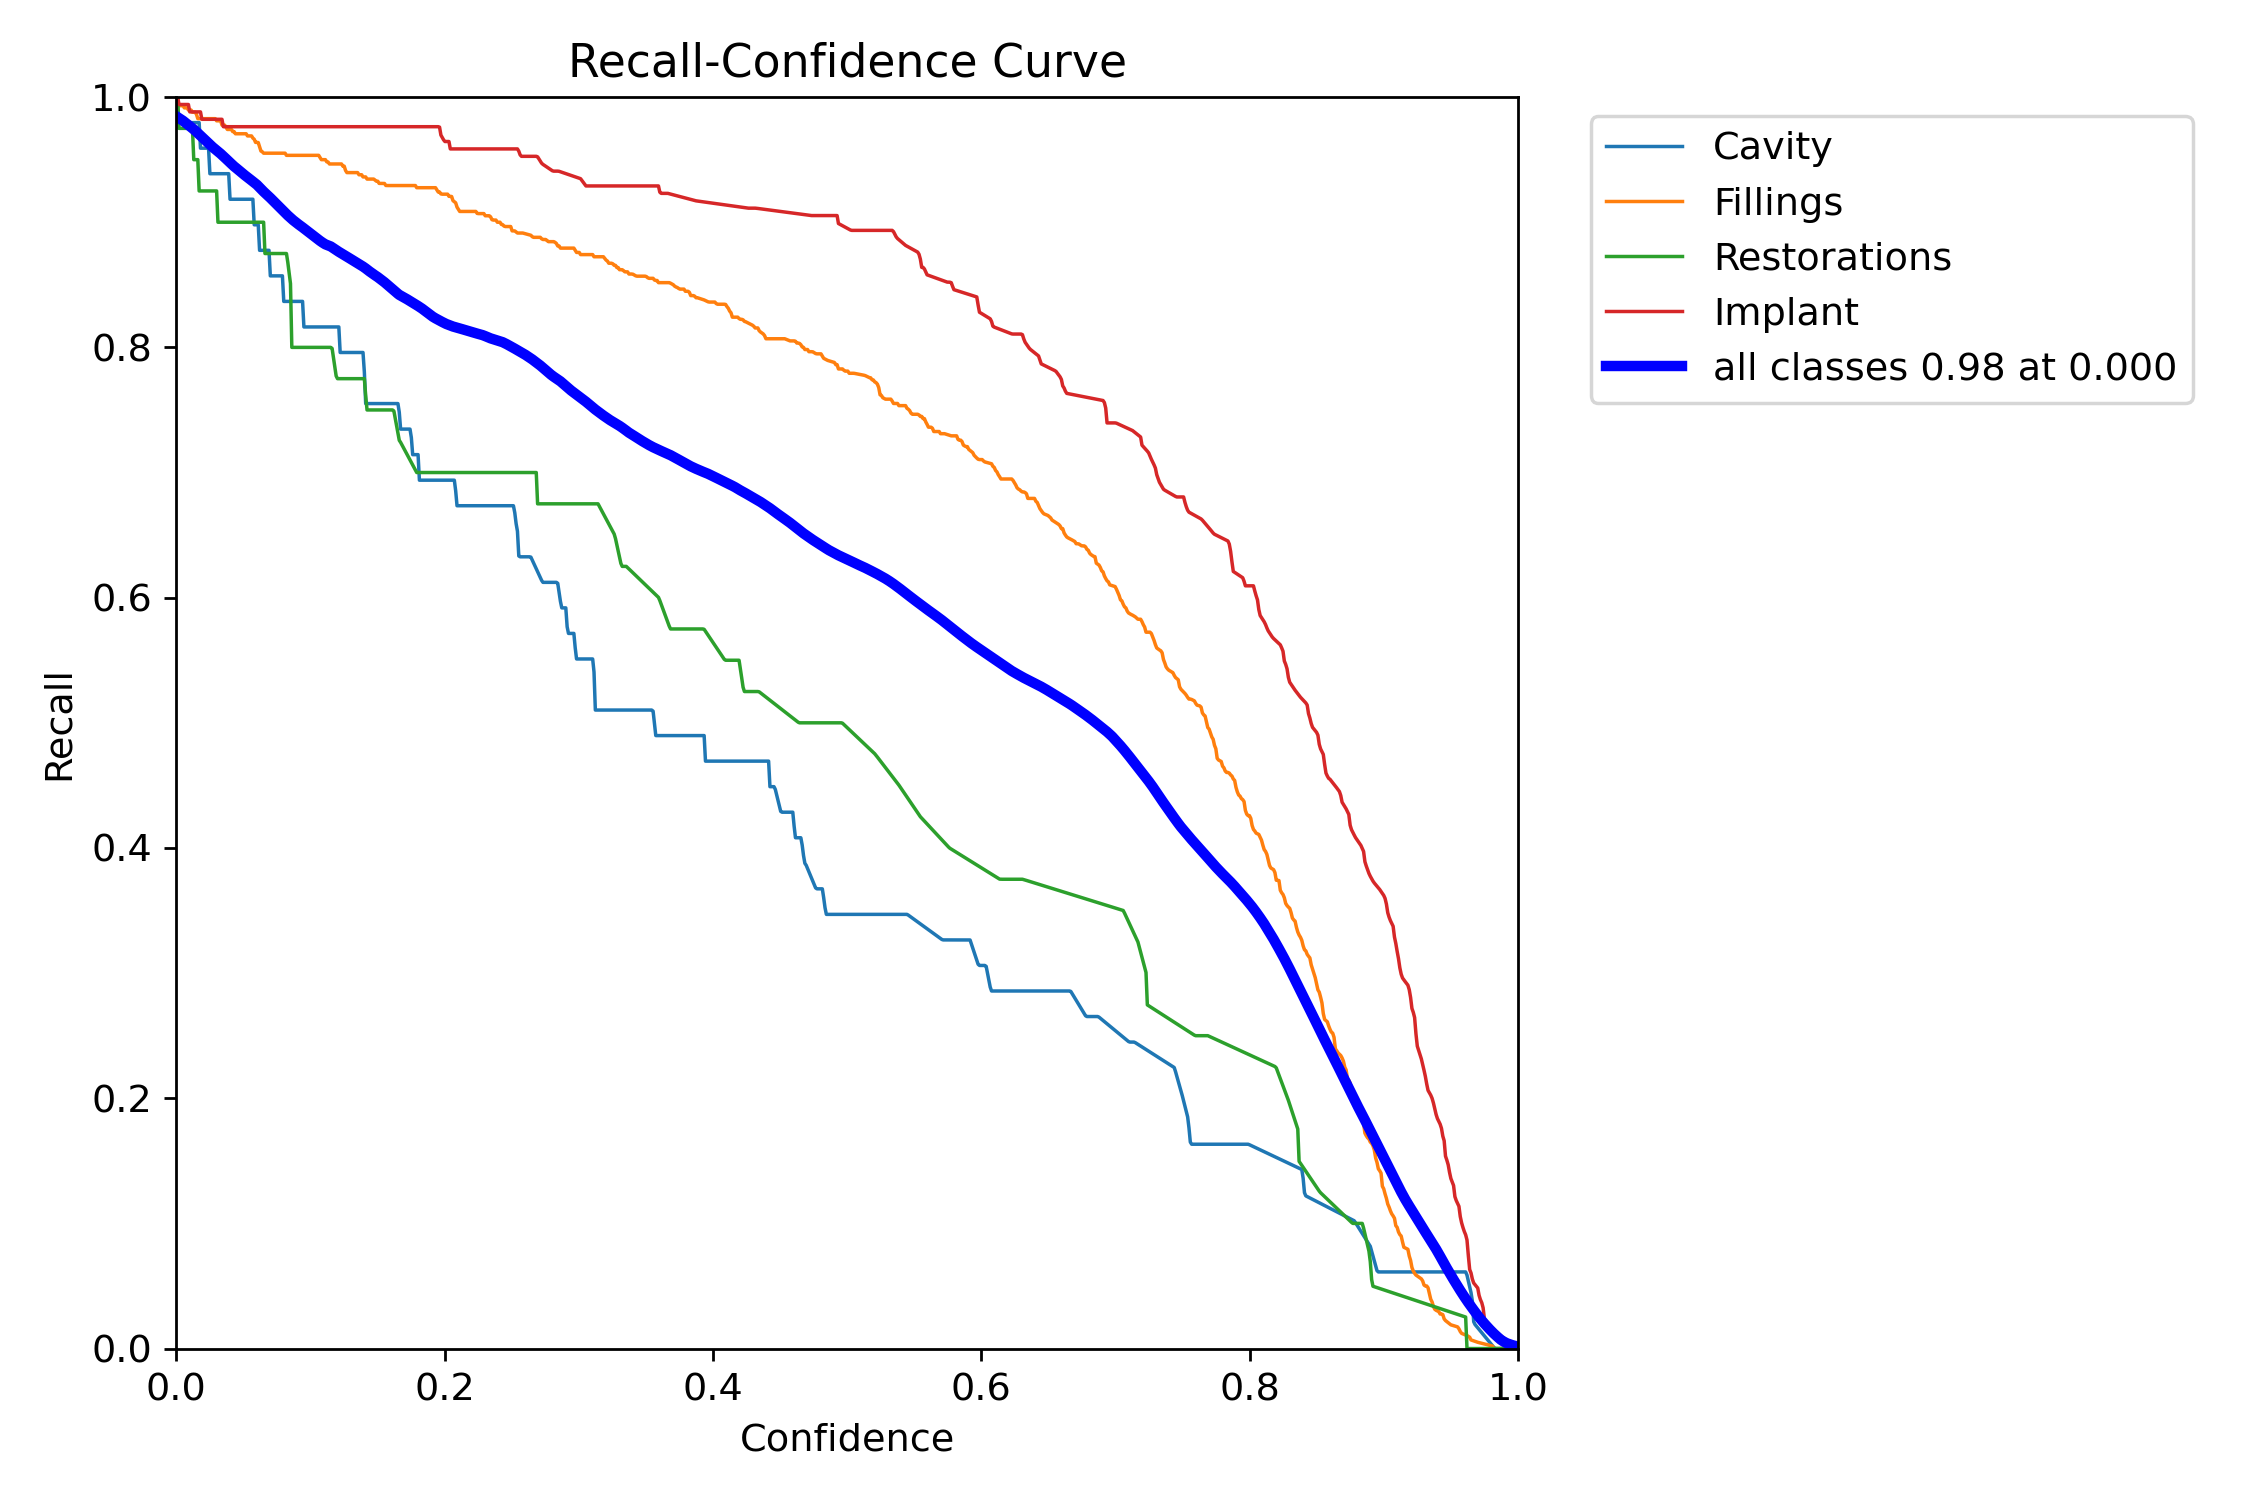 Recall-Confidence Curve
1.0
0.8
0.6
0.4
0.2
0.0
Recall
0.0 0.2 0.4 0.6 0.8 1.0
Confidence
Cavity
Fillings
Restorations
Implant
all classes 0.98 at 0.000